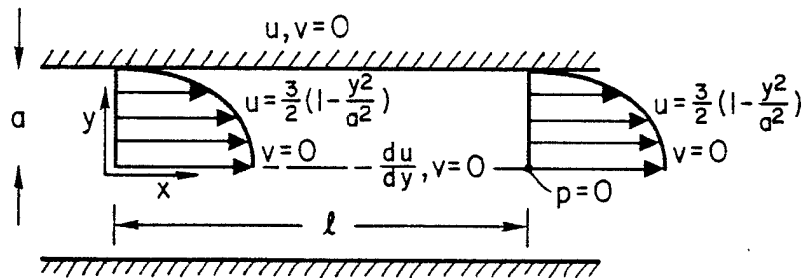 u, v=0
a
y
u=3/2(1-y²/a²)
v=0
du/dy, v=0
x
p=0
u=3/2(1-y²/a²)
v=0
ℓ